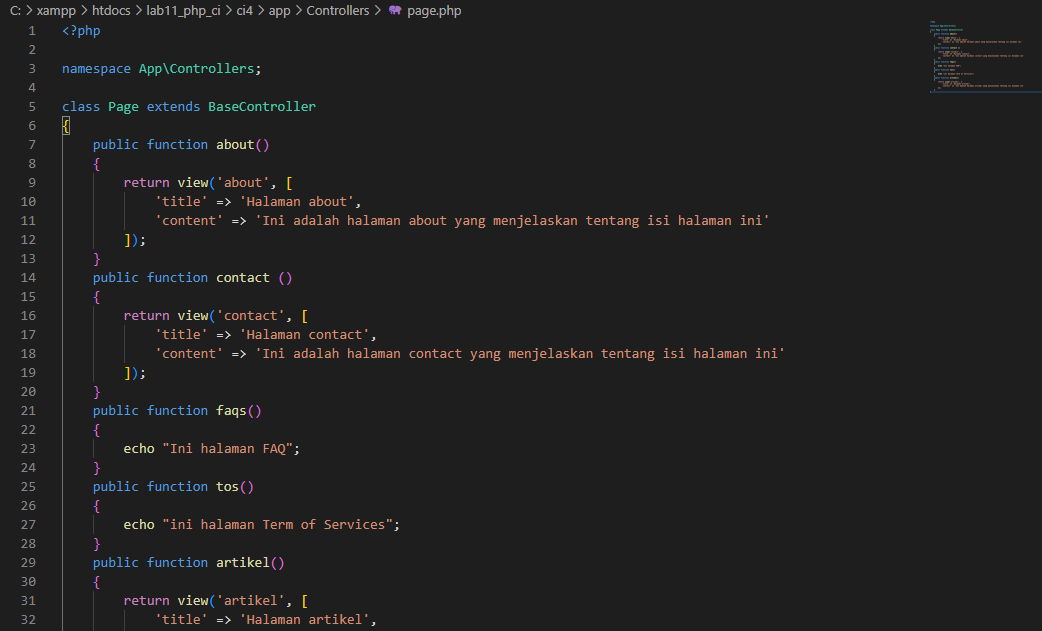 C: > xampp > htdocs > lab11_php_ci > ci4 > app > Controllers > page.php
1 <?php
2
3 namespace App\Controllers;
4
5 class Page extends BaseController
6 {
7     public function about()
8     {
9         return view('about', [
10             'title' => 'Halaman about',
11             'content' => 'Ini adalah halaman about yang menjelaskan tentang isi halaman ini'
12         ]);
13     }
14     public function contact ()
15     {
16         return view('contact', [
17             'title' => 'Halaman contact',
18             'content' => 'Ini adalah halaman contact yang menjelaskan tentang isi halaman ini'
19         ]);
20     }
21     public function faqs()
22     {
23         echo "Ini halaman FAQ";
24     }
25     public function tos()
26     {
27         echo "ini halaman Term of Services";
28     }
29     public function artikel()
30     {
31         return view('artikel', [
32             'title' => 'Halaman artikel',